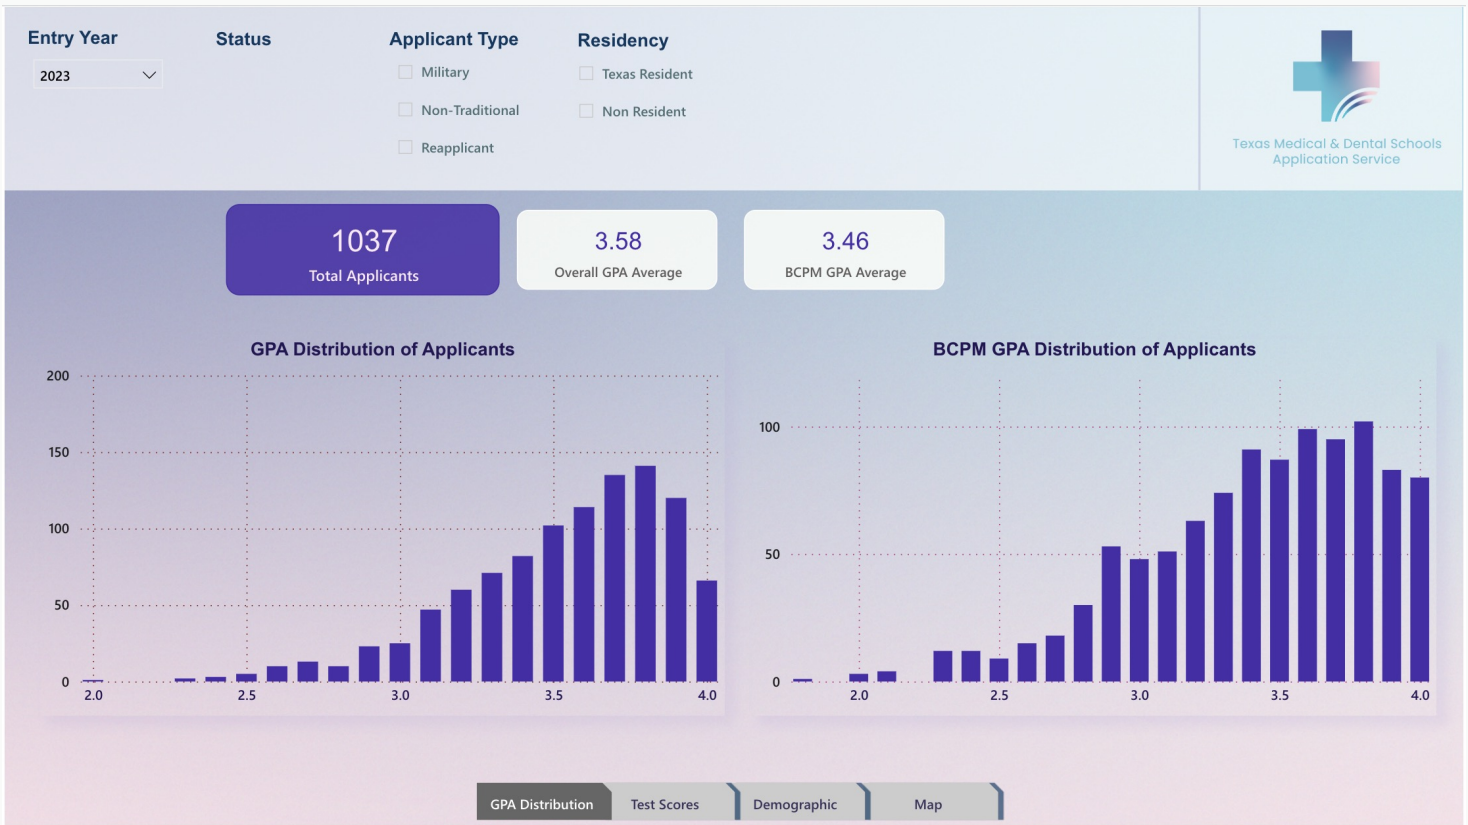 Entry Year
Status
Applicant Type
Residency
2023
Military
Non-Traditional
Reapplicant
Texas Resident
Non Resident
Texas Medical & Dental Schools
Application Service
1037
Total Applicants
3.58
Overall GPA Average
3.46
BCPM GPA Average
GPA Distribution of Applicants
200
150
100
50
0
2.0 2.5 3.0 3.5 4.0
BCPM GPA Distribution of Applicants
100
50
0
2.0 2.5 3.0 3.5 4.0
GPA Distribution
Test Scores
Demographic
Map